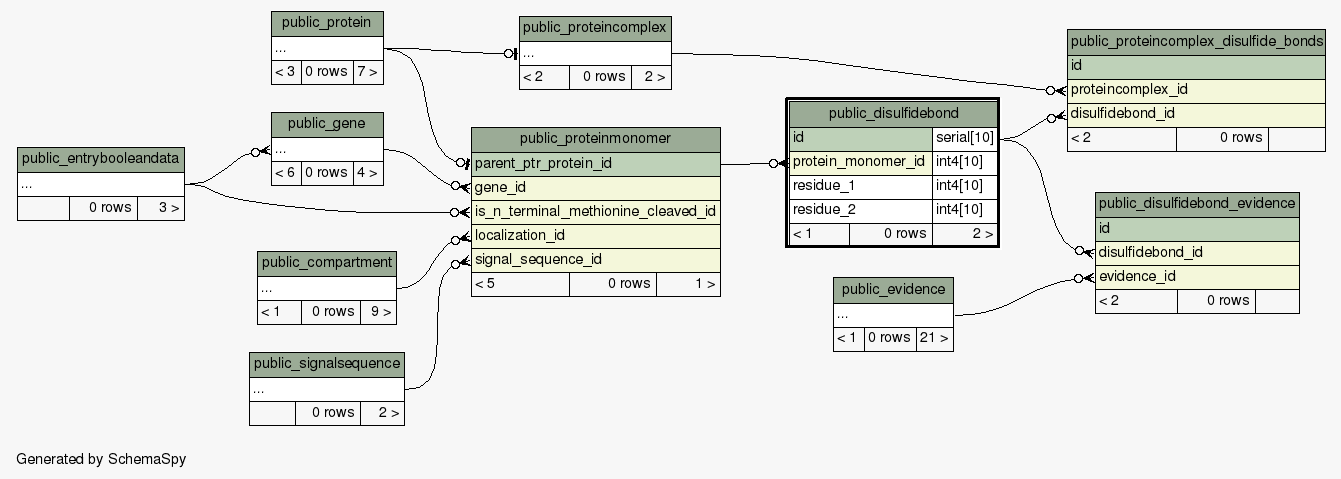 public_protein
...
< 3 0 rows 7 >
public_proteincomplex
...
< 2 0 rows 2 >
public_proteincomplex_disulfide_bonds
id
proteincomplex_id
disulfidebond_id
< 2 0 rows
public_gene
...
< 6 0 rows 4 >
public_entrybooleandata
...
0 rows 3 >
public_proteinmonomer
parent_ptr_protein_id
gene_id
is_n_terminal_methionine_cleaved_id
localization_id
signal_sequence_id
< 5 0 rows 1 >
public_disulfidebond
id serial[10]
protein_monomer_id int4[10]
residue_1 int4[10]
residue_2 int4[10]
< 1 0 rows 2 >
public_disulfidebond_evidence
id
disulfidebond_id
evidence_id
< 2 0 rows
public_compartment
...
< 1 0 rows 9 >
public_evidence
...
< 1 0 rows 21 >
public_signalsequence
...
0 rows 2 >
Generated by SchemaSpy